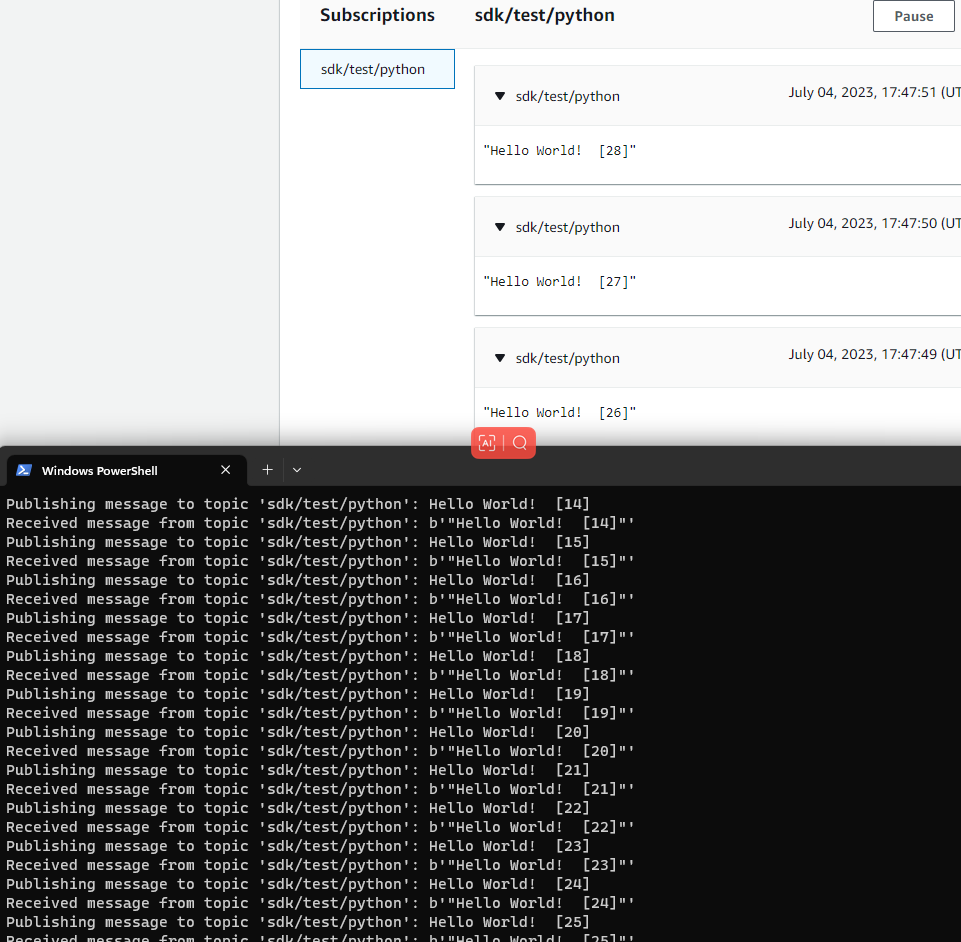 Subscriptions
sdk/test/python
Pause
sdk/test/python
sdk/test/python
July 04, 2023, 17:47:51 (UT
"Hello World!  [28]"
sdk/test/python
July 04, 2023, 17:47:50 (UT
"Hello World!  [27]"
sdk/test/python
July 04, 2023, 17:47:49 (UT
"Hello World!  [26]"
AI
Windows PowerShell
Publishing message to topic 'sdk/test/python': Hello World!  [14]
Received message from topic 'sdk/test/python': b'"Hello World!  [14]"'
Publishing message to topic 'sdk/test/python': Hello World!  [15]
Received message from topic 'sdk/test/python': b'"Hello World!  [15]"'
Publishing message to topic 'sdk/test/python': Hello World!  [16]
Received message from topic 'sdk/test/python': b'"Hello World!  [16]"'
Publishing message to topic 'sdk/test/python': Hello World!  [17]
Received message from topic 'sdk/test/python': b'"Hello World!  [17]"'
Publishing message to topic 'sdk/test/python': Hello World!  [18]
Received message from topic 'sdk/test/python': b'"Hello World!  [18]"'
Publishing message to topic 'sdk/test/python': Hello World!  [19]
Received message from topic 'sdk/test/python': b'"Hello World!  [19]"'
Publishing message to topic 'sdk/test/python': Hello World!  [20]
Received message from topic 'sdk/test/python': b'"Hello World!  [20]"'
Publishing message to topic 'sdk/test/python': Hello World!  [21]
Received message from topic 'sdk/test/python': b'"Hello World!  [21]"'
Publishing message to topic 'sdk/test/python': Hello World!  [22]
Received message from topic 'sdk/test/python': b'"Hello World!  [22]"'
Publishing message to topic 'sdk/test/python': Hello World!  [23]
Received message from topic 'sdk/test/python': b'"Hello World!  [23]"'
Publishing message to topic 'sdk/test/python': Hello World!  [24]
Received message from topic 'sdk/test/python': b'"Hello World!  [24]"'
Publishing message to topic 'sdk/test/python': Hello World!  [25]
Received message from topic 'sdk/test/python': b'"Hello World!  [25]"'